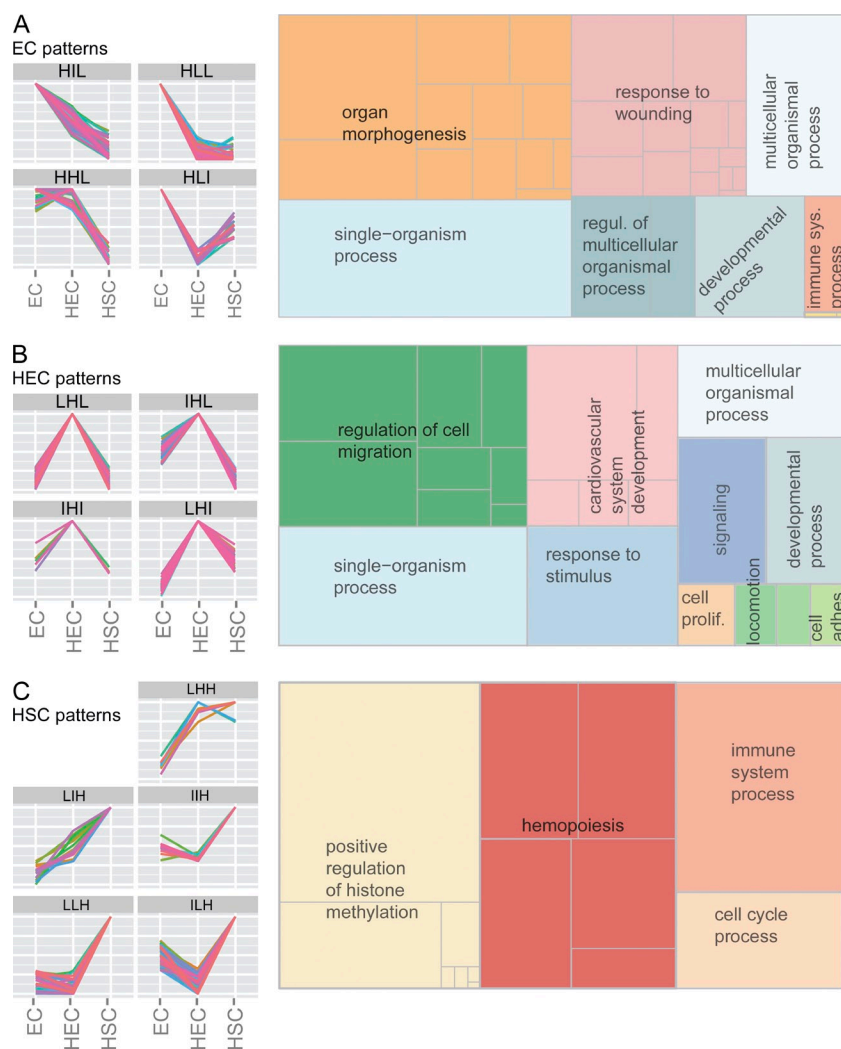 A
EC patterns
HIL
HLL
HHL
HLI
EC
HEC
HSC
EC
HEC
HSC
organ
morphogenesis
response to
wounding
multicellular
organismal
process
single-organism
process
regul. of
multicellular
organismal
process
developmental
process
immune sys.
process
B
HEC patterns
LHL
IHL
IHI
LHI
EC
HEC
HSC
EC
HEC
HSC
regulation of cell
migration
cardiovascular
system
development
multicellular
organismal
process
signaling
developmental
process
single-organism
process
response to
stimulus
cell
prolif.
locomotion
cell
adhes.
C
HSC patterns
LHH
LIH
IIH
LLH
ILH
EC
HEC
HSC
EC
HEC
HSC
positive
regulation
of histone
methylation
hemopoiesis
immune
system
process
cell cycle
process